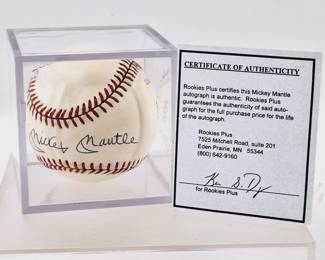 Mickey Mantle
CERTIFICATE OF AUTHENTICITY
Rookies Plus certifies this Mickey Mantle
autograph is authentic. Rookies Plus
guarantees the authenticity of said auto-
graph for the full purchase price for the life
of the autograph.
Rookies Plus
7525 Mitchell Road, suite 201
Eden Prairie, MN 55344
(800) 642-9160
for Rookies Plus